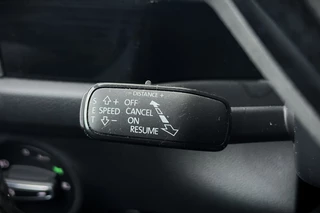 - DISTANCE +
S + OFF
E SPEED CANCEL
T - ON
RESUME